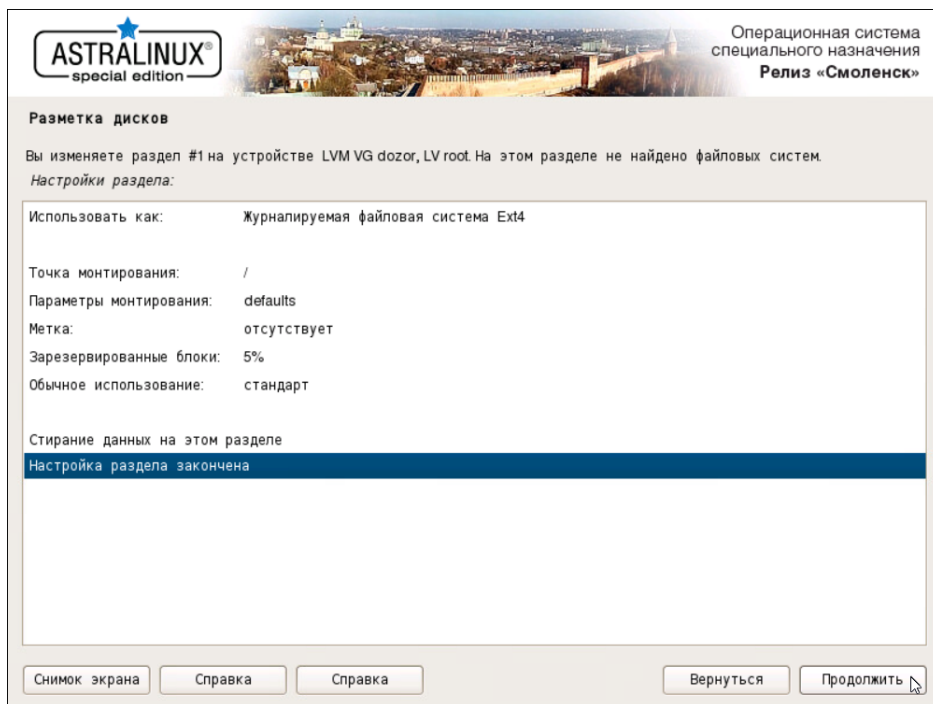 ASTRALINUX®
special edition
Операционная система
специального назначения
Релиз «Смоленск»
Разметка дисков
Вы изменяете раздел #1 на устройстве LVM VG dozor, LV root. На этом разделе не найдено файловых систем.
Настройки раздела:
Использовать как: Журналируемая файловая система Ext4
Точка монтирования: /
Параметры монтирования: defaults
Метка: отсутствует
Зарезервированные блоки: 5%
Обычное использование: стандарт
Стирание данных на этом разделе
Настройка раздела закончена
Снимок экрана Справка Справка Вернуться Продолжить